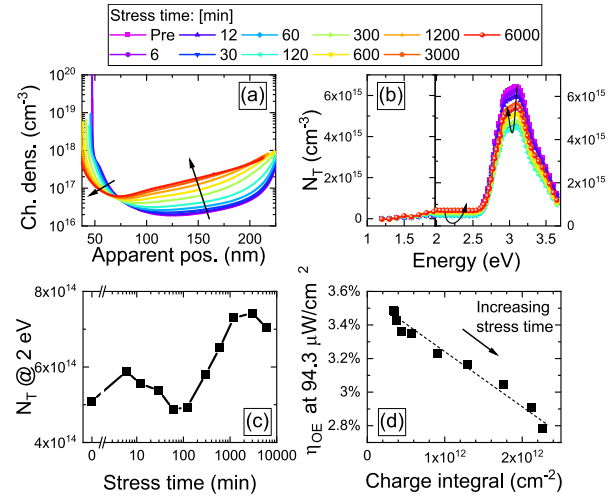 Stress time: [min]
Pre 12 60 300 1200 6000
6 30 120 600 3000
(a)
10^20
10^19
10^18
10^17
10^16
Ch. dens. (cm^-3)
50 100 150 200
Apparent pos. (nm)
(b)
6x10^15
4x10^15
2x10^15
0
N_T (cm^-3)
6x10^15
4x10^15
2x10^15
0
1 1.5 2.0 2.5 3.0 3.5
Energy (eV)
8x10^14
6x10^14
4x10^14
N_T @ 2 eV
(c)
0 10 100 1000 10000
Stress time (min)
3.6%
3.4%
3.2%
3%
2.8%
η_OE at 94.3 μW/cm^2
Increasing
stress time
(d)
1x10^12 2x10^12
Charge integral (cm^-2)